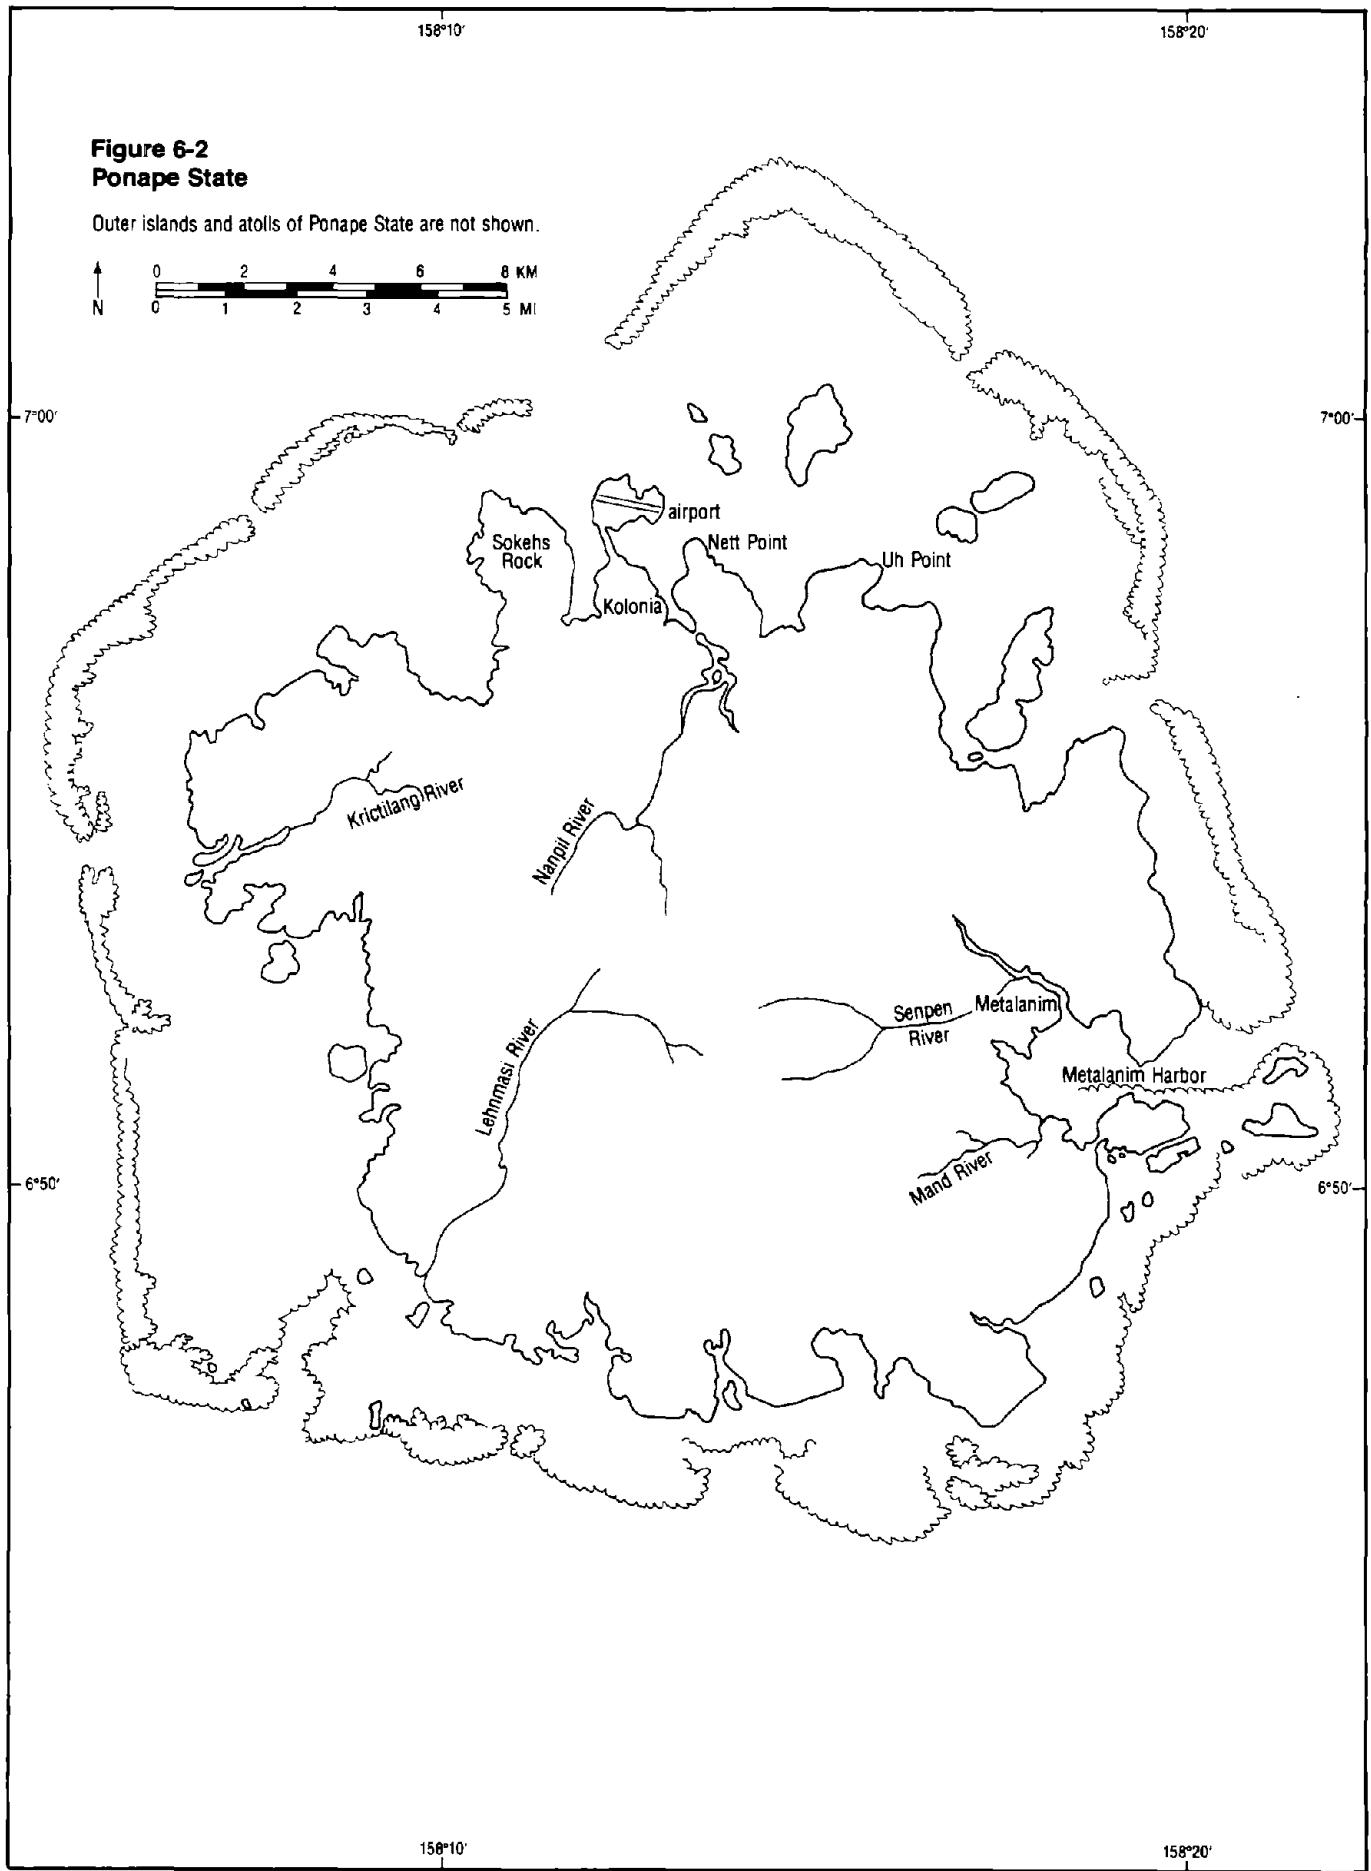 158°10'
158°20'
Figure 6-2
Ponape State
Outer islands and atolls of Ponape State are not shown.
0 2 4 6 8 KM
N
0 1 2 3 4 5 MI
7°00'
7°00'
airport
Sokehs
Rock
Nett Point
Uh Point
Kolonia
Krictilang River
Nanpil River
Senpen
River
Metalanim
Lehnmasi River
Metalanim Harbor
Mand River
6°50'
6°50'
158°10'
158°20'